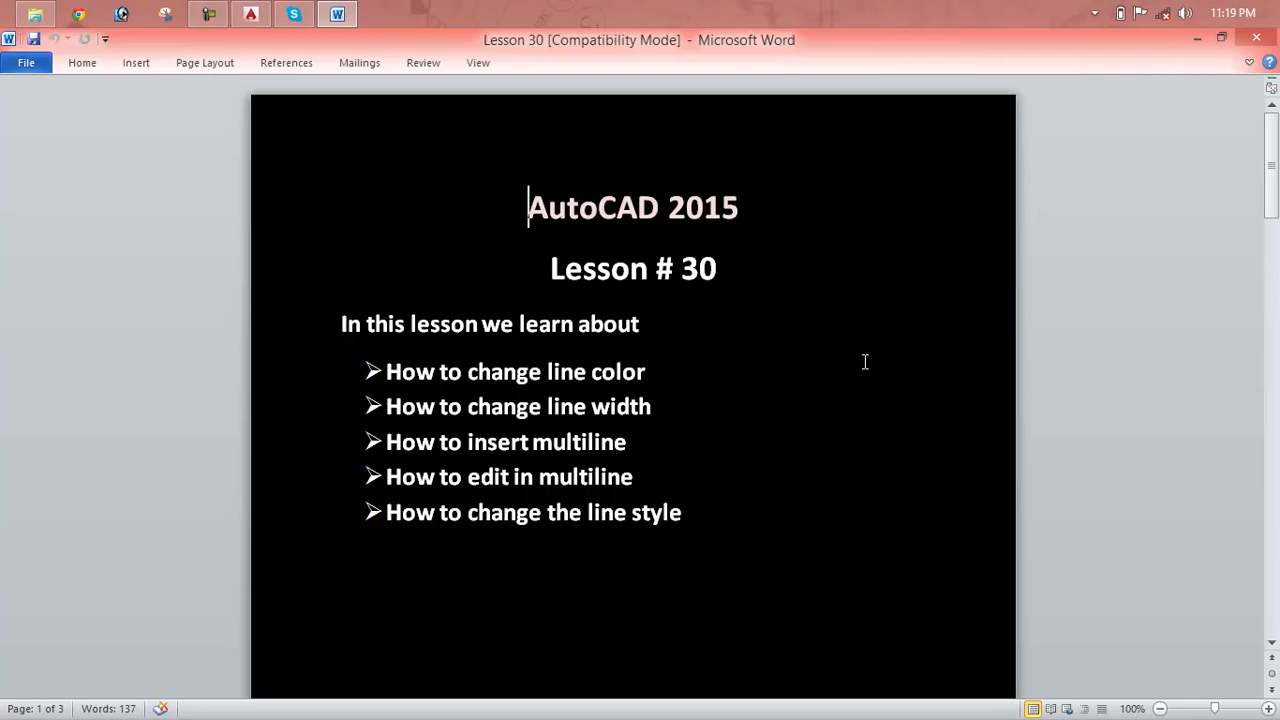 11:19 PM
Lesson 30 [Compatibility Mode] - Microsoft Word
File Home Insert Page Layout References Mailings Review View
AutoCAD 2015
Lesson # 30
In this lesson we learn about
How to change line color
How to change line width
How to insert multiline
How to edit in multiline
How to change the line style
Page: 1 of 3 Words: 137 100%